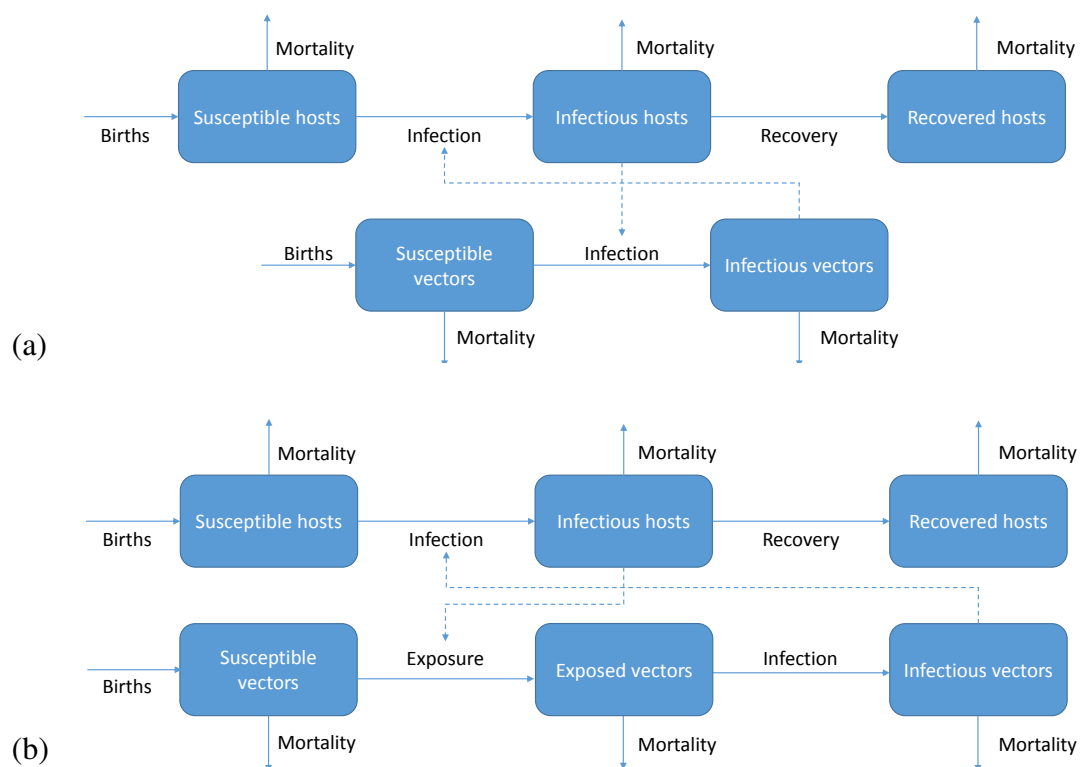 Mortality
Mortality
Mortality
Susceptible hosts
Infectious hosts
Recovered hosts
Births
Infection
Recovery
Susceptible
vectors
Infectious vectors
Births
Infection
Mortality
Mortality
(a)
Mortality
Mortality
Mortality
Susceptible hosts
Infectious hosts
Recovered hosts
Births
Infection
Recovery
Susceptible
vectors
Exposed vectors
Infectious vectors
Births
Exposure
Infection
Mortality
Mortality
Mortality
(b)